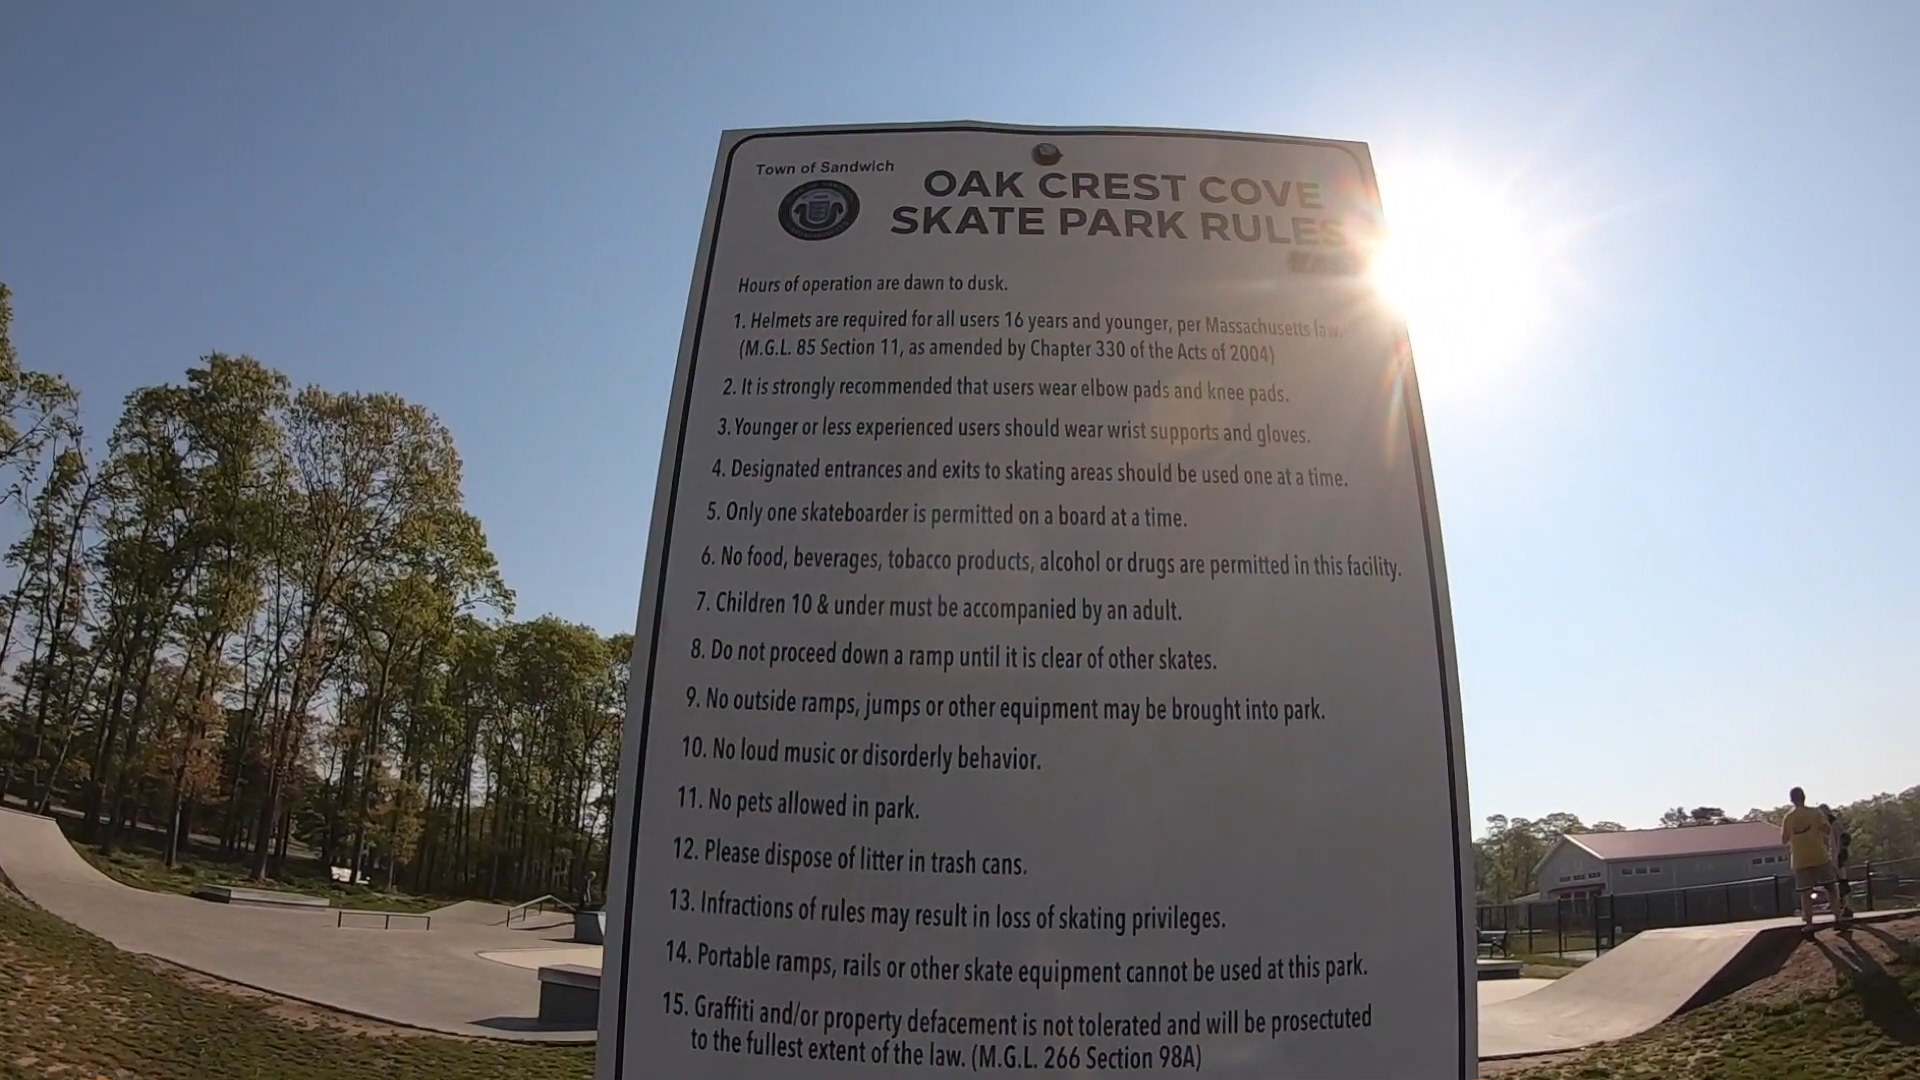 Town of Sandwich
OAK CREST COVE
SKATE PARK RULES
Hours of operation are dawn to dusk.
1. Helmets are required for all users 16 years and younger, per Massachusetts law.
(M.G.L. 85 Section 11, as amended by Chapter 330 of the Acts of 2004)
2. It is strongly recommended that users wear elbow pads and knee pads.
3. Younger or less experienced users should wear wrist supports and gloves.
4. Designated entrances and exits to skating areas should be used one at a time.
5. Only one skateboarder is permitted on a board at a time.
6. No food, beverages, tobacco products, alcohol or drugs are permitted in this facility.
7. Children 10 & under must be accompanied by an adult.
8. Do not proceed down a ramp until it is clear of other skates.
9. No outside ramps, jumps or other equipment may be brought into park.
10. No loud music or disorderly behavior.
11. No pets allowed in park.
12. Please dispose of litter in trash cans.
13. Infractions of rules may result in loss of skating privileges.
14. Portable ramps, rails or other skate equipment cannot be used at this park.
15. Graffiti and/or property defacement is not tolerated and will be prosectuted
to the fullest extent of the law. (M.G.L. 266 Section 98A)